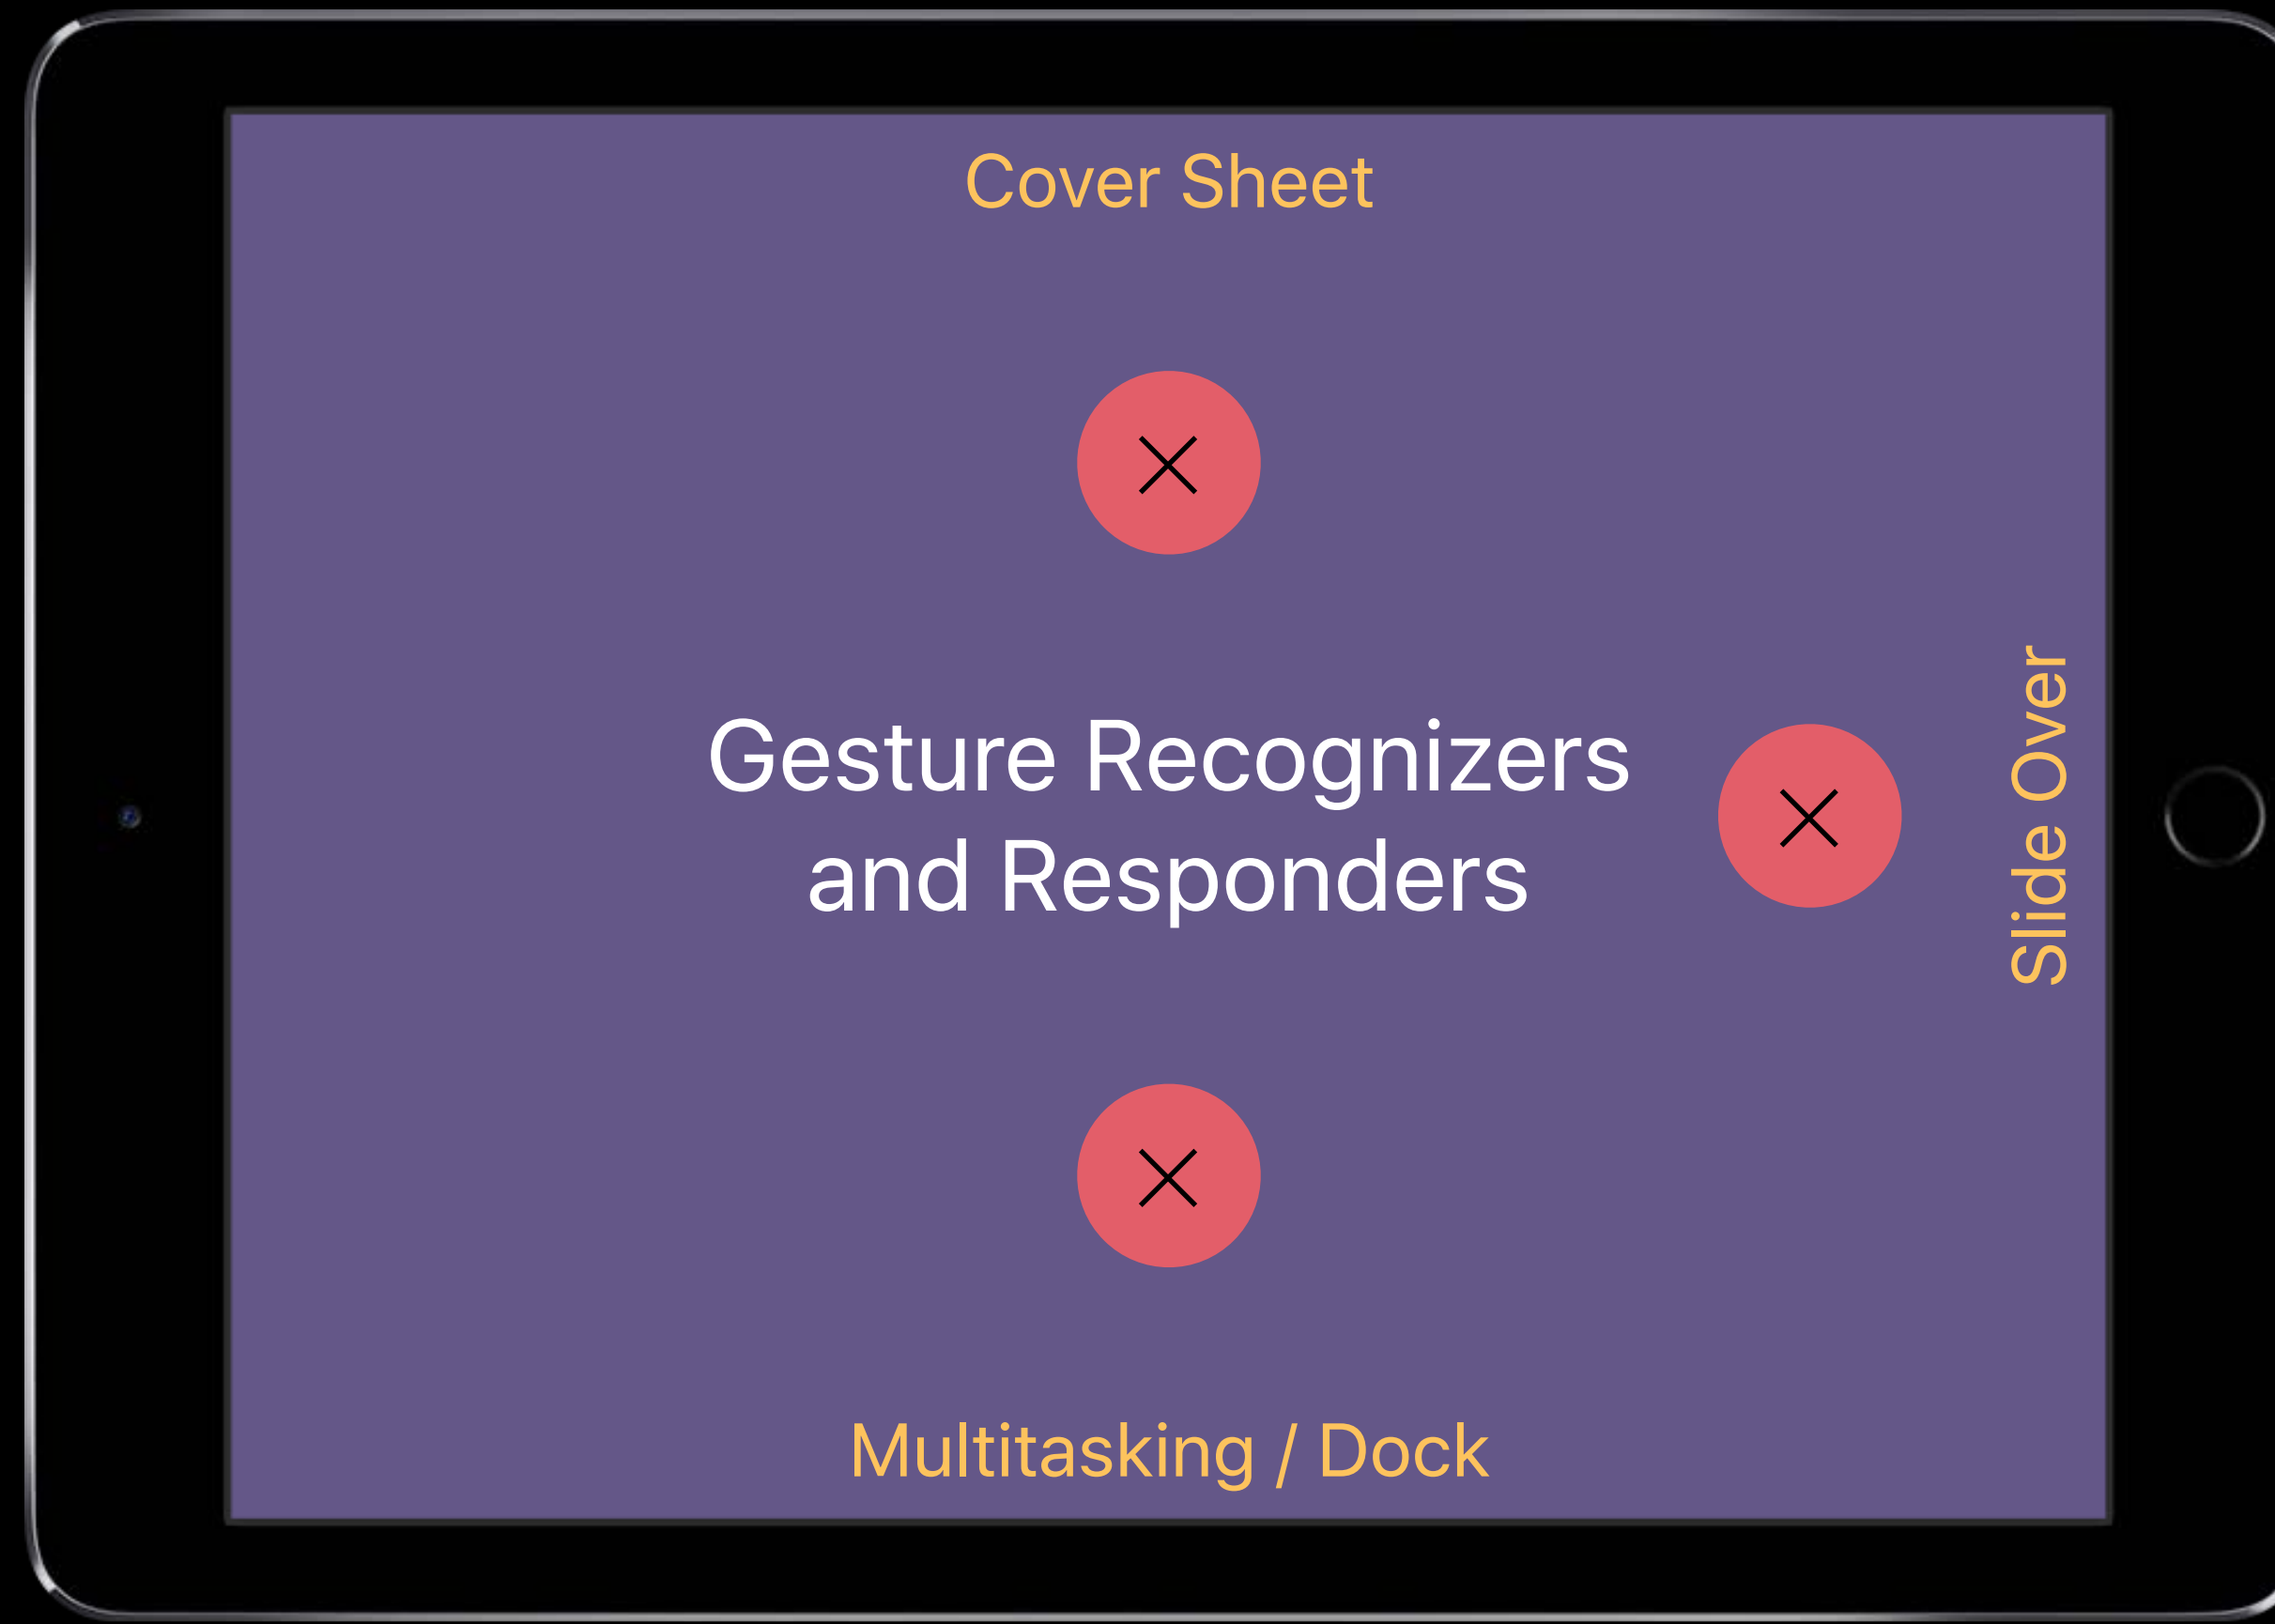 Cover Sheet
Gesture Recognizers
and Responders
Slide Over
Multitasking / Dock